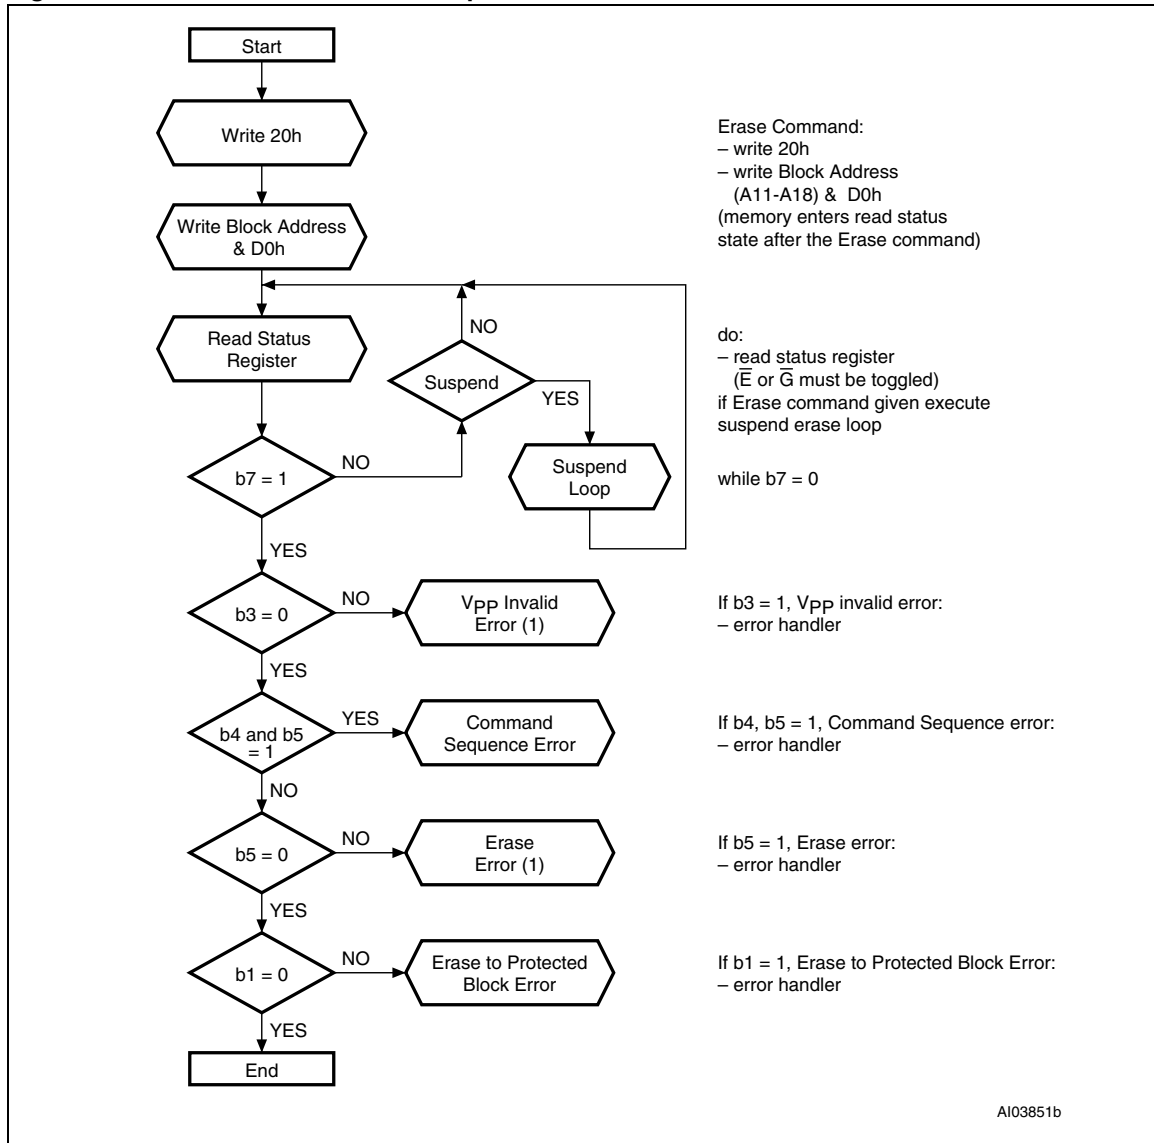 Start
Write 20h
Write Block Address
& D0h
Erase Command:
– write 20h
– write Block Address
(A11-A18) & D0h
(memory enters read status
state after the Erase command)
Read Status
Register
NO
Suspend
YES
do:
– read status register
(E̅ or G̅ must be toggled)
if Erase command given execute
suspend erase loop
b7 = 1
NO
Suspend
Loop
while b7 = 0
YES
b3 = 0
NO
VPP Invalid
Error (1)
If b3 = 1, VPP invalid error:
– error handler
YES
b4 and b5
= 1
YES
Command
Sequence Error
If b4, b5 = 1, Command Sequence error:
– error handler
NO
b5 = 0
NO
Erase
Error (1)
If b5 = 1, Erase error:
– error handler
YES
b1 = 0
NO
Erase to Protected
Block Error
If b1 = 1, Erase to Protected Block Error:
– error handler
YES
End
AI03851b